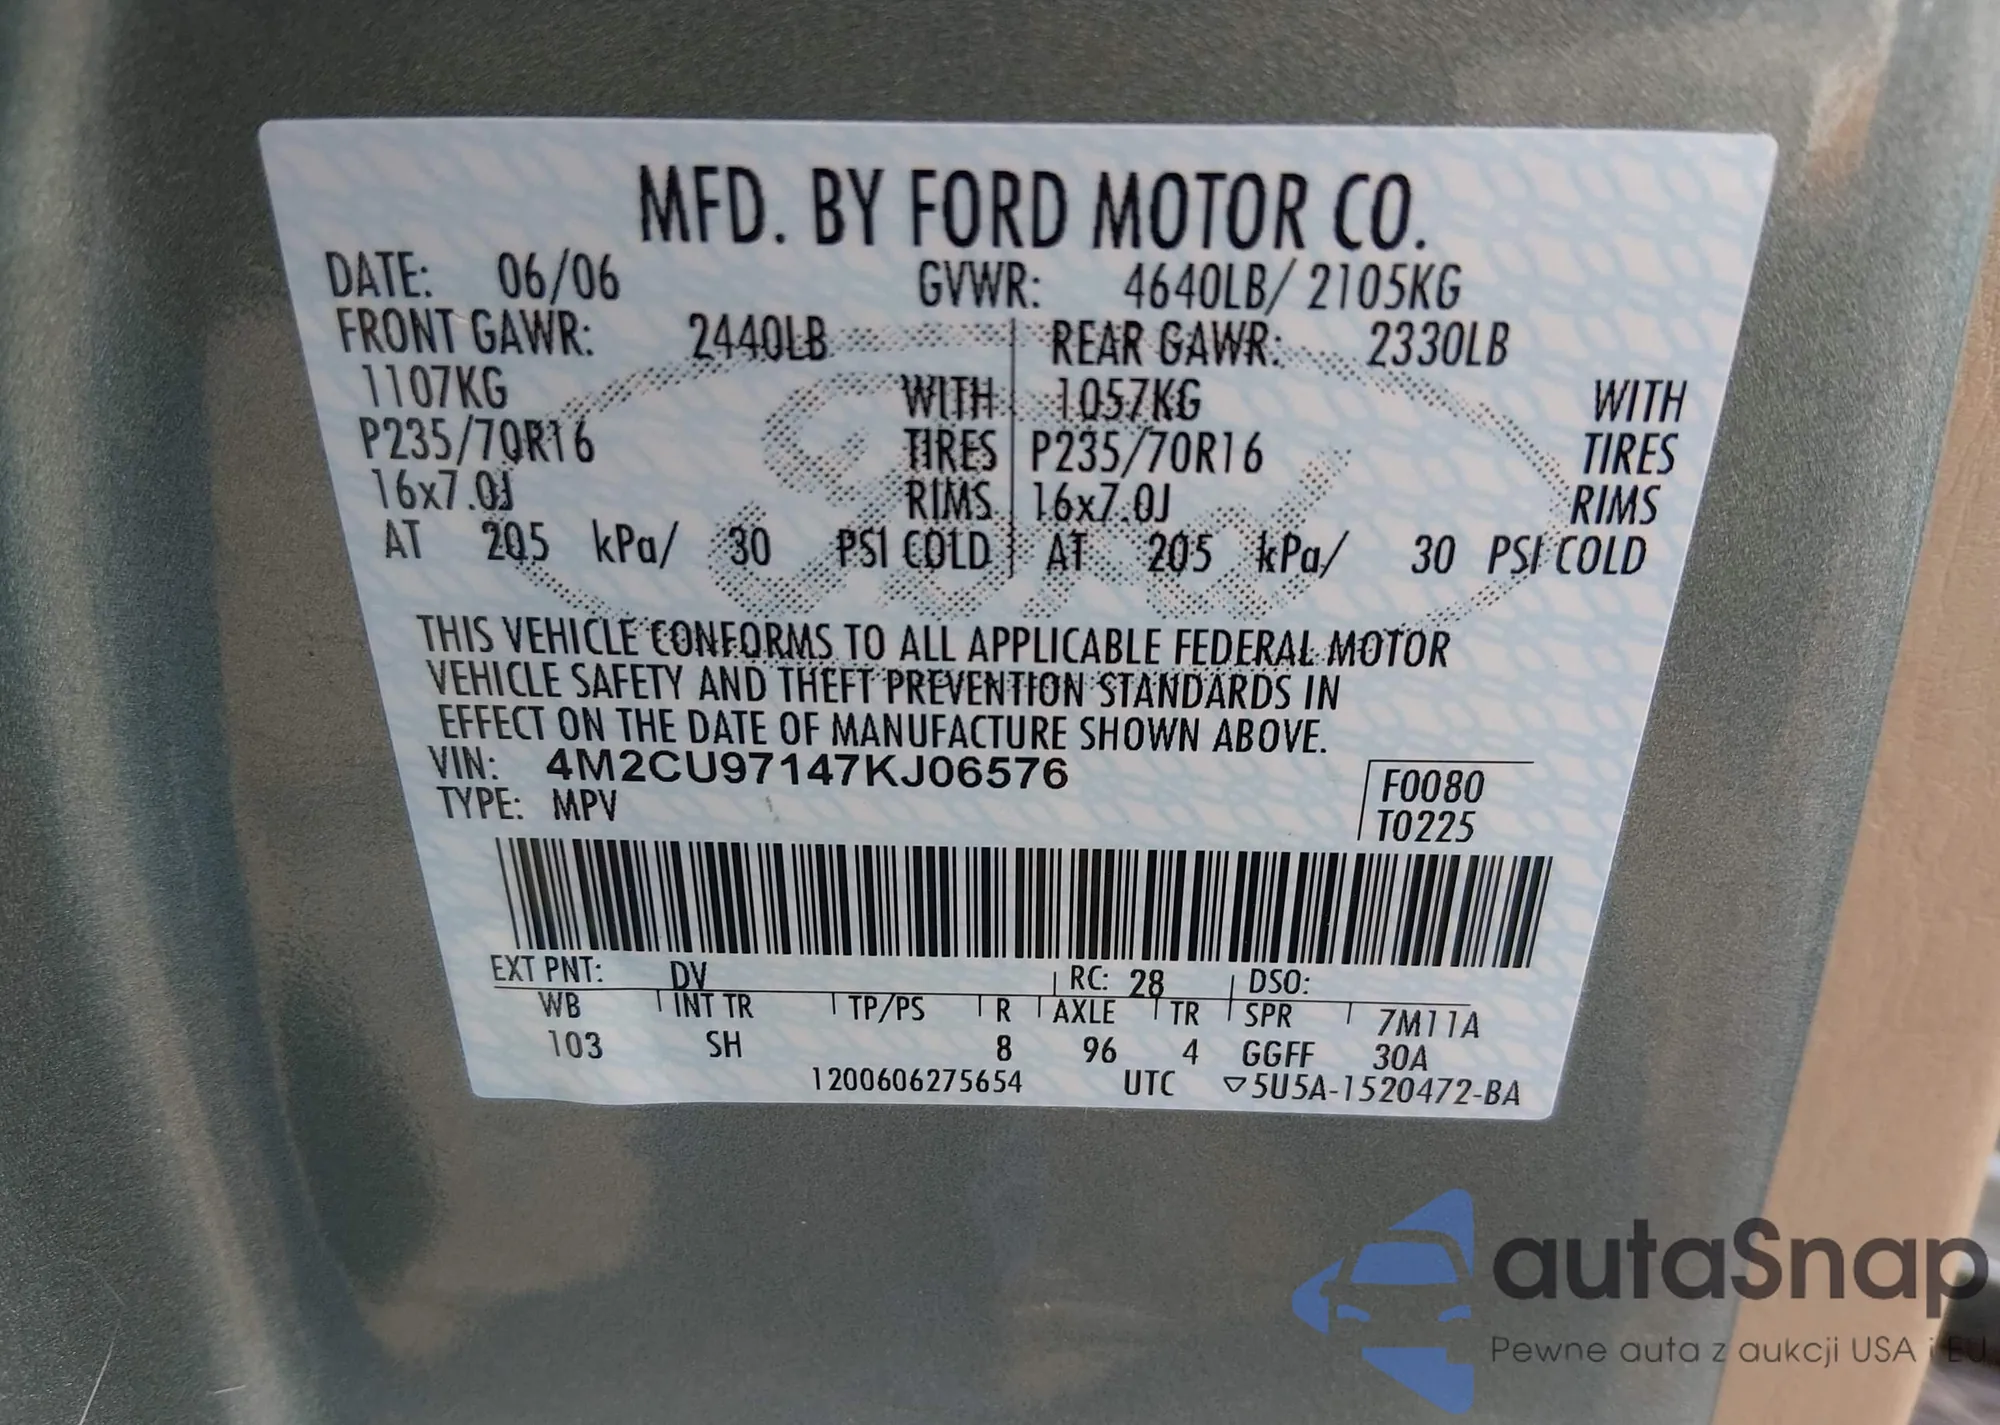 MFD. BY FORD MOTOR CO.
DATE: 06/06 GVWR: 4640LB/ 2105KG
FRONT GAWR: 2440LB REAR GAWR: 2330LB
1107KG WITH 1057KG WITH
P235/70R16 TIRES P235/70R16 TIRES
16x7.0J RIMS 16x7.0J RIMS
AT 205 kPa/ 30 PSI COLD AT 205 kPa/ 30 PSI COLD
THIS VEHICLE CONFORMS TO ALL APPLICABLE FEDERAL MOTOR
VEHICLE SAFETY AND THEFT PREVENTION STANDARDS IN
EFFECT ON THE DATE OF MANUFACTURE SHOWN ABOVE.
VIN: 4M2CU97147KJ06576 F0080
TYPE: MPV T0225
EXT PNT: DV RC: 28 DSO:
WB INT TR TP/PS R AXLE TR SPR 7M11A
103 SH 8 96 4 GGFF 30A
1200606275654 UTC ▽5U5A-1520472-BA
autaSnap
Pewne auta z aukcji USA i EU